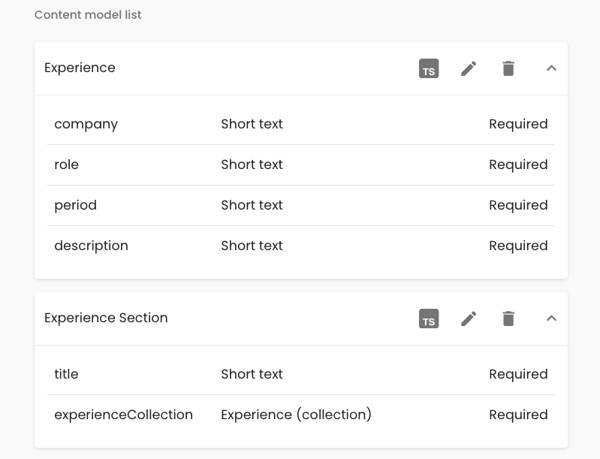 Content model list
Experience TS
company Short text Required
role Short text Required
period Short text Required
description Short text Required
Experience Section TS
title Short text Required
experienceCollection Experience (collection) Required